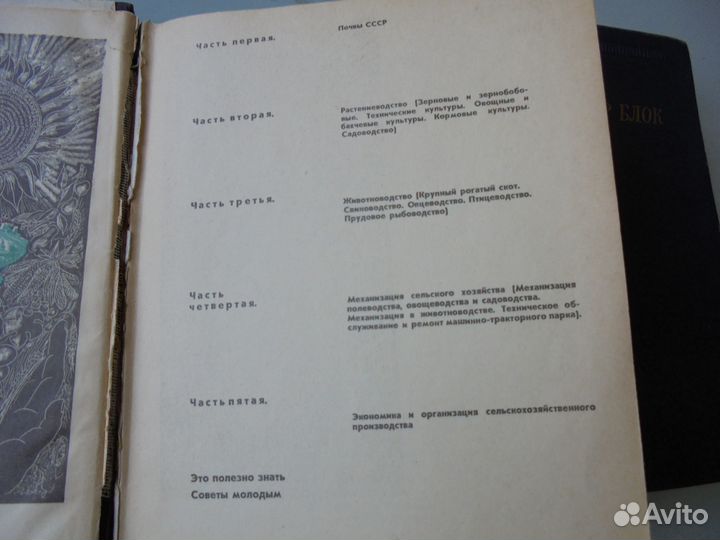 Часть первая.
Почвы СССР
Часть вторая.
Растениеводство (Зерновые и зернобобо-
вые. Технические культуры. Овощные и
бахчевые культуры. Кормовые культуры.
Садоводство)
Часть третья.
Животноводство (Крупный рогатый скот.
Свиноводство. Овцеводство. Птицеводство.
Прудовое рыбоводство)
Часть
четвертая.
Механизация сельского хозяйства (Механизация
полеводства, овощеводства и садоводства.
Механизация в животноводстве. Техническое об-
служивание и ремонт машинно-тракторного парка).
Часть пятая.
Экономика и организация сельскохозяйственного
производства
Это полезно знать
Советы молодым
БЛОК
Avito